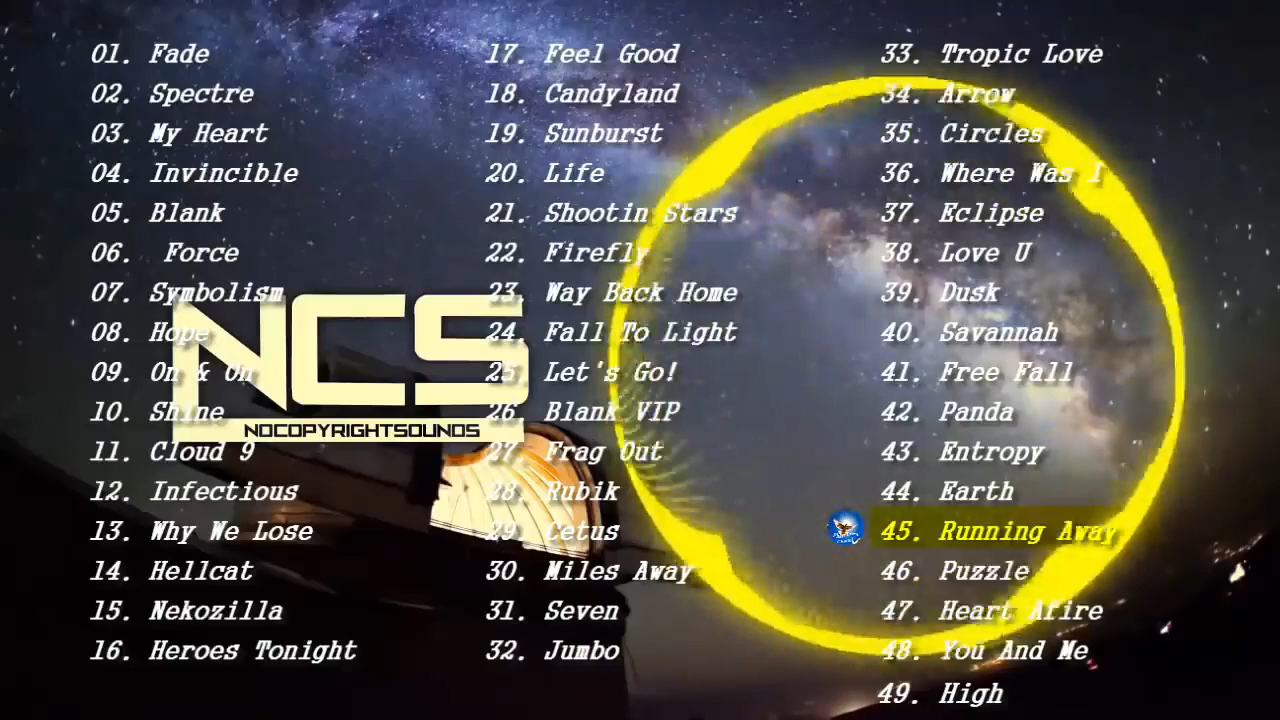 01. Fade
02. Spectre
03. My Heart
04. Invincible
05. Blank
06. Force
07. Symbolism
08. Hope
09. On & On
10. Shine
11. Cloud 9
12. Infectious
13. Why We Lose
14. Hellcat
15. Nekozilla
16. Heroes Tonight
NCS
NOCOPYRIGHTSOUNDS
17. Feel Good
18. Candyland
19. Sunburst
20. Life
21. Shootin Stars
22. Firefly
23. Way Back Home
24. Fall To Light
25. Let's Go!
26. Blank VIP
27. Frag Out
28. Rubik
29. Cetus
30. Miles Away
31. Seven
32. Jumbo
33. Tropic Love
34. Arrow
35. Circles
36. Where Was I
37. Eclipse
38. Love U
39. Dusk
40. Savannah
41. Free Fall
42. Panda
43. Entropy
44. Earth
45. Running Away
46. Puzzle
47. Heart Afire
48. You And Me
49. High